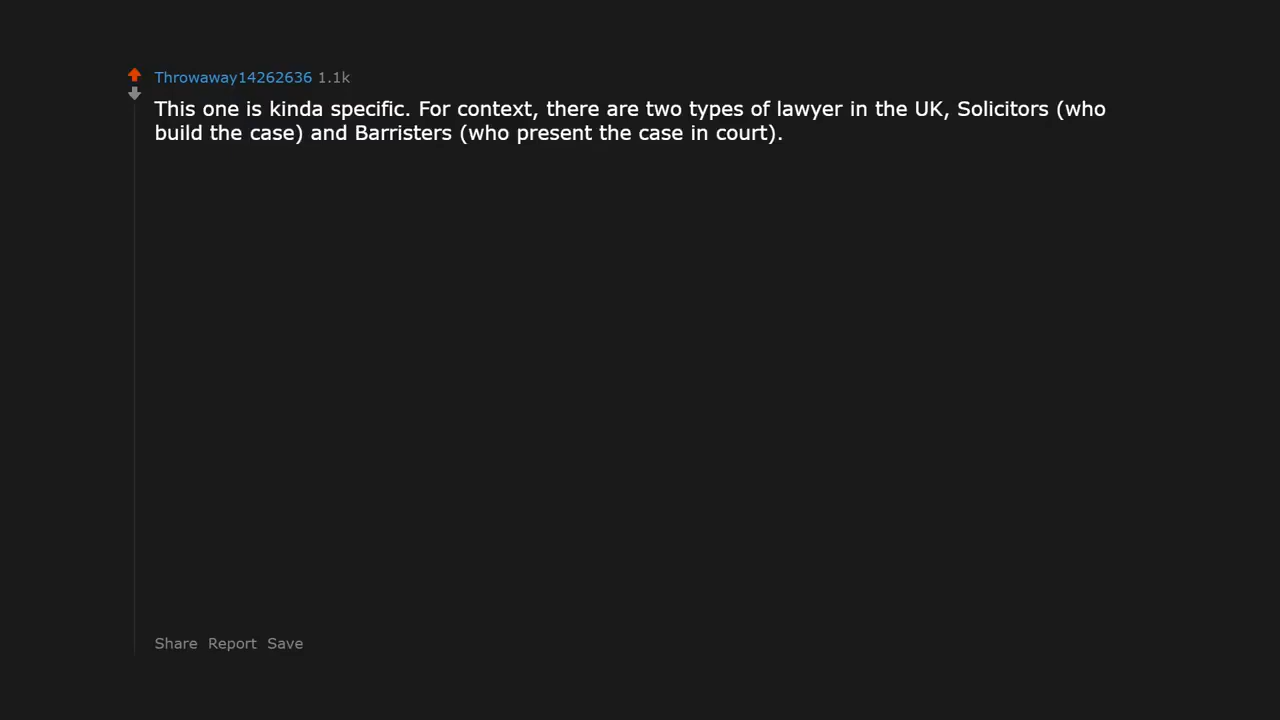 Throwaway14262636 1.1k
This one is kinda specific. For context, there are two types of lawyer in the UK, Solicitors (who
build the case) and Barristers (who present the case in court).
Share Report Save